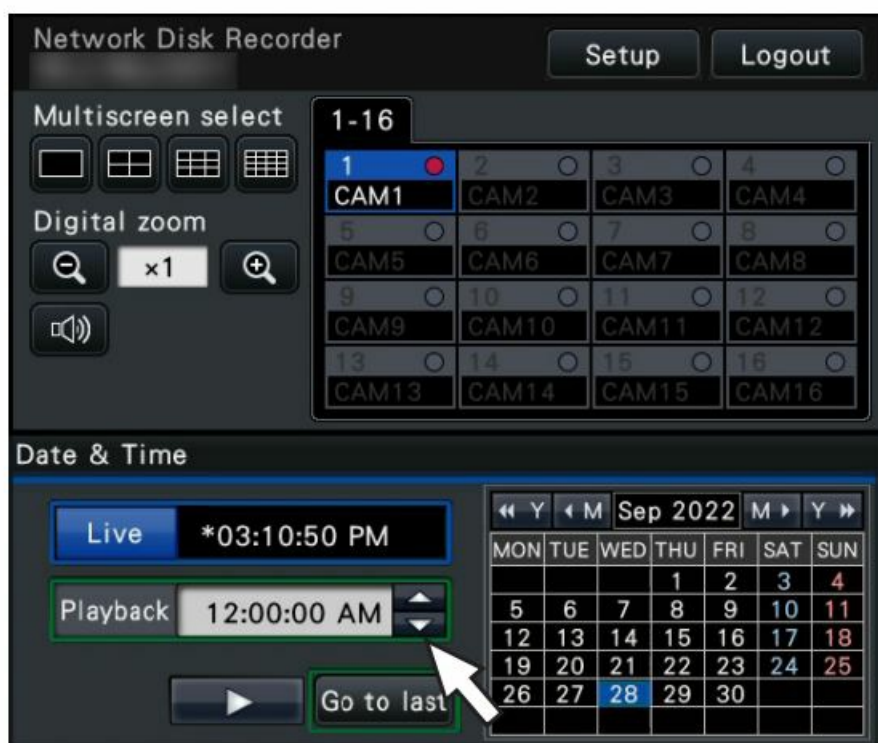 Network Disk Recorder
Setup
Logout
Multiscreen select
1-16
1 2 3 4
CAM1 CAM2 CAM3 CAM4
Digital zoom
5 6 7 8
×1
CAM5 CAM6 CAM7 CAM8
9 10 11 12
CAM9 CAM10 CAM11 CAM12
13 14 15 16
CAM13 CAM14 CAM15 CAM16
Date & Time
Live *03:10:50 PM
Playback 12:00:00 AM
Go to last
Y M Sep 2022 M Y
MON TUE WED THU FRI SAT SUN
1 2 3 4
5 6 7 8 9 10 11
12 13 14 15 16 17 18
19 20 21 22 23 24 25
26 27 28 29 30